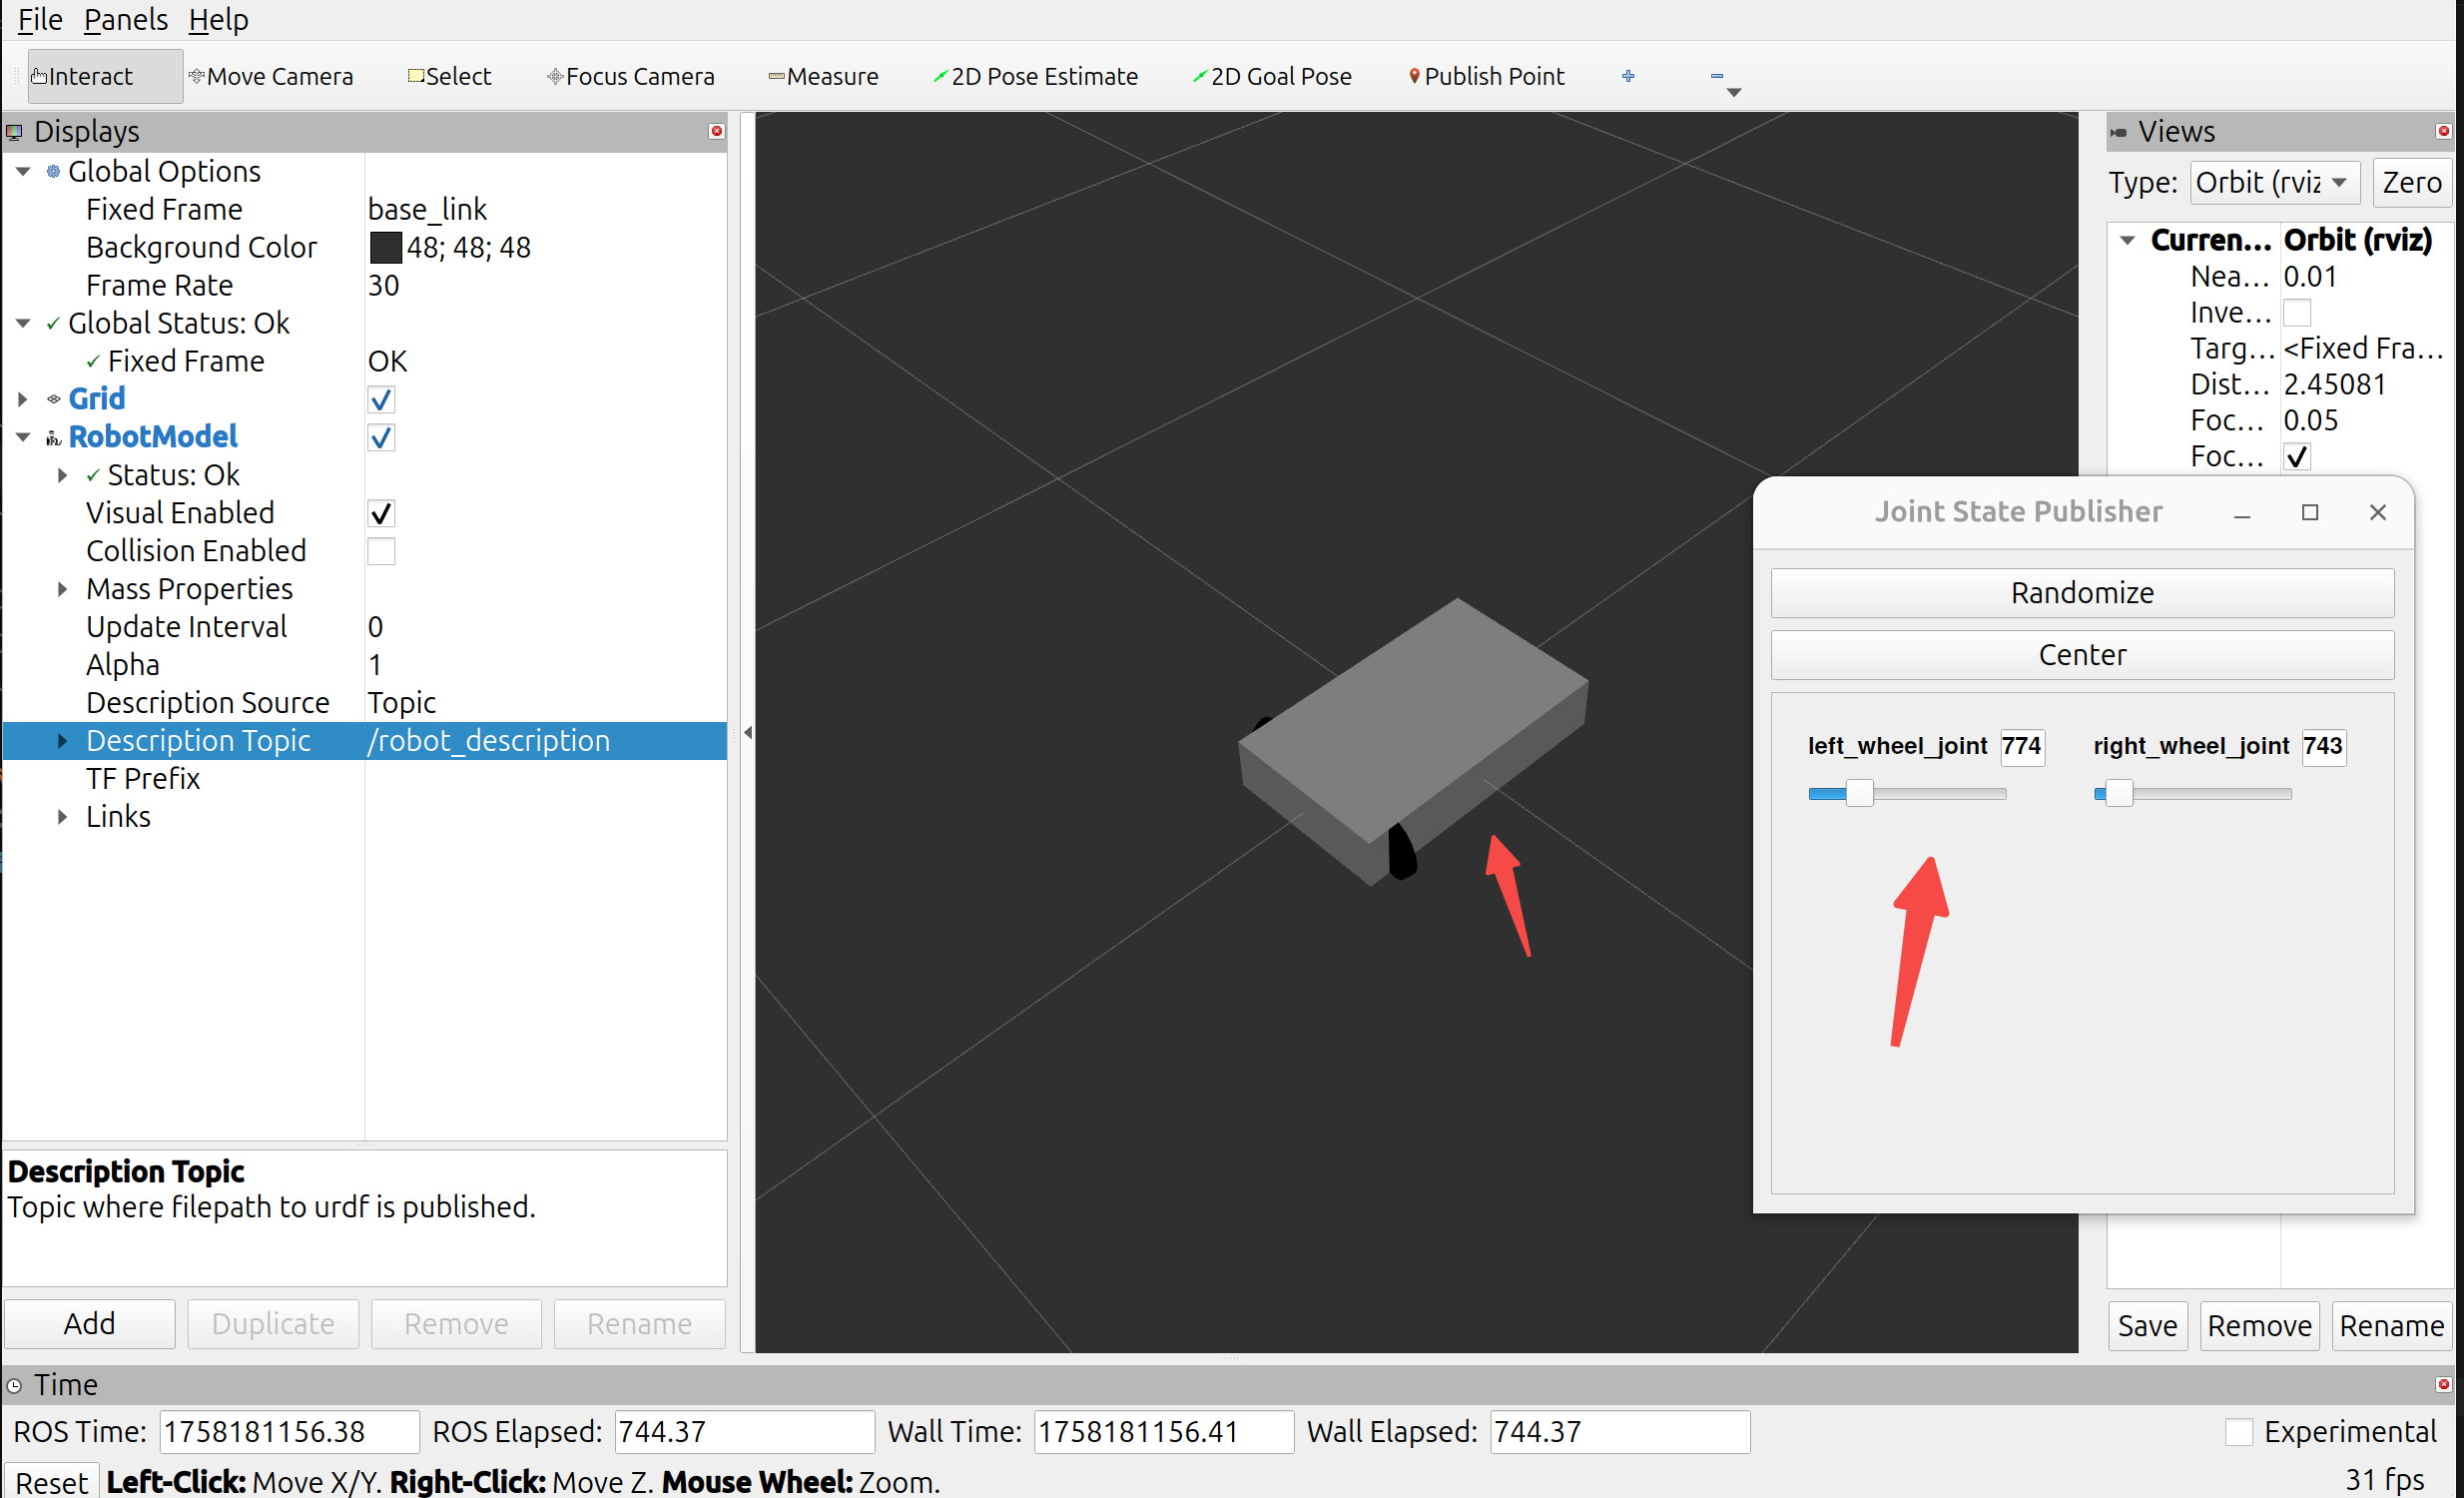 File Panels Help
Interact Move Camera Select Focus Camera Measure 2D Pose Estimate 2D Goal Pose Publish Point
Displays
Global Options
Fixed Frame base_link
Background Color 48; 48; 48
Frame Rate 30
Global Status: Ok
Fixed Frame OK
Grid
RobotModel
Status: Ok
Visual Enabled
Collision Enabled
Mass Properties
Update Interval 0
Alpha 1
Description Source Topic
Description Topic /robot_description
TF Prefix
Links
Description Topic
Topic where filepath to urdf is published.
Add Duplicate Remove Rename
Views
Type: Orbit (rviz Zero
Curren... Orbit (rviz)
Nea... 0.01
Inve...
Targ... <Fixed Fra...
Dist... 2.45081
Foc... 0.05
Foc...
Joint State Publisher
Randomize
Center
left_wheel_joint 774 right_wheel_joint 743
Save Remove Rename
Time
ROS Time: 1758181156.38 ROS Elapsed: 744.37 Wall Time: 1758181156.41 Wall Elapsed: 744.37 Experimental
Reset Left-Click: Move X/Y. Right-Click: Move Z. Mouse Wheel: Zoom. 31 fps